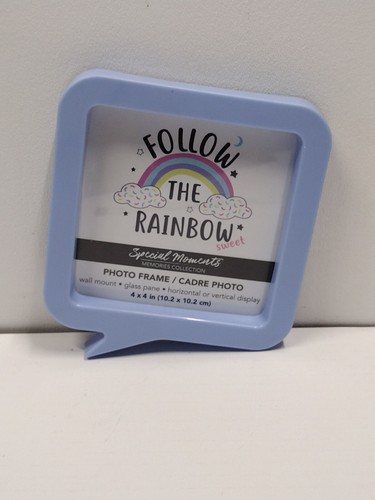 FOLLOW
THE
RAINBOW
sweet
Special Moments
MEMORIES COLLECTION
PHOTO FRAME / CADRE PHOTO
wall mount • glass pane • horizontal or vertical display
4 x 4 in (10.2 x 10.2 cm)